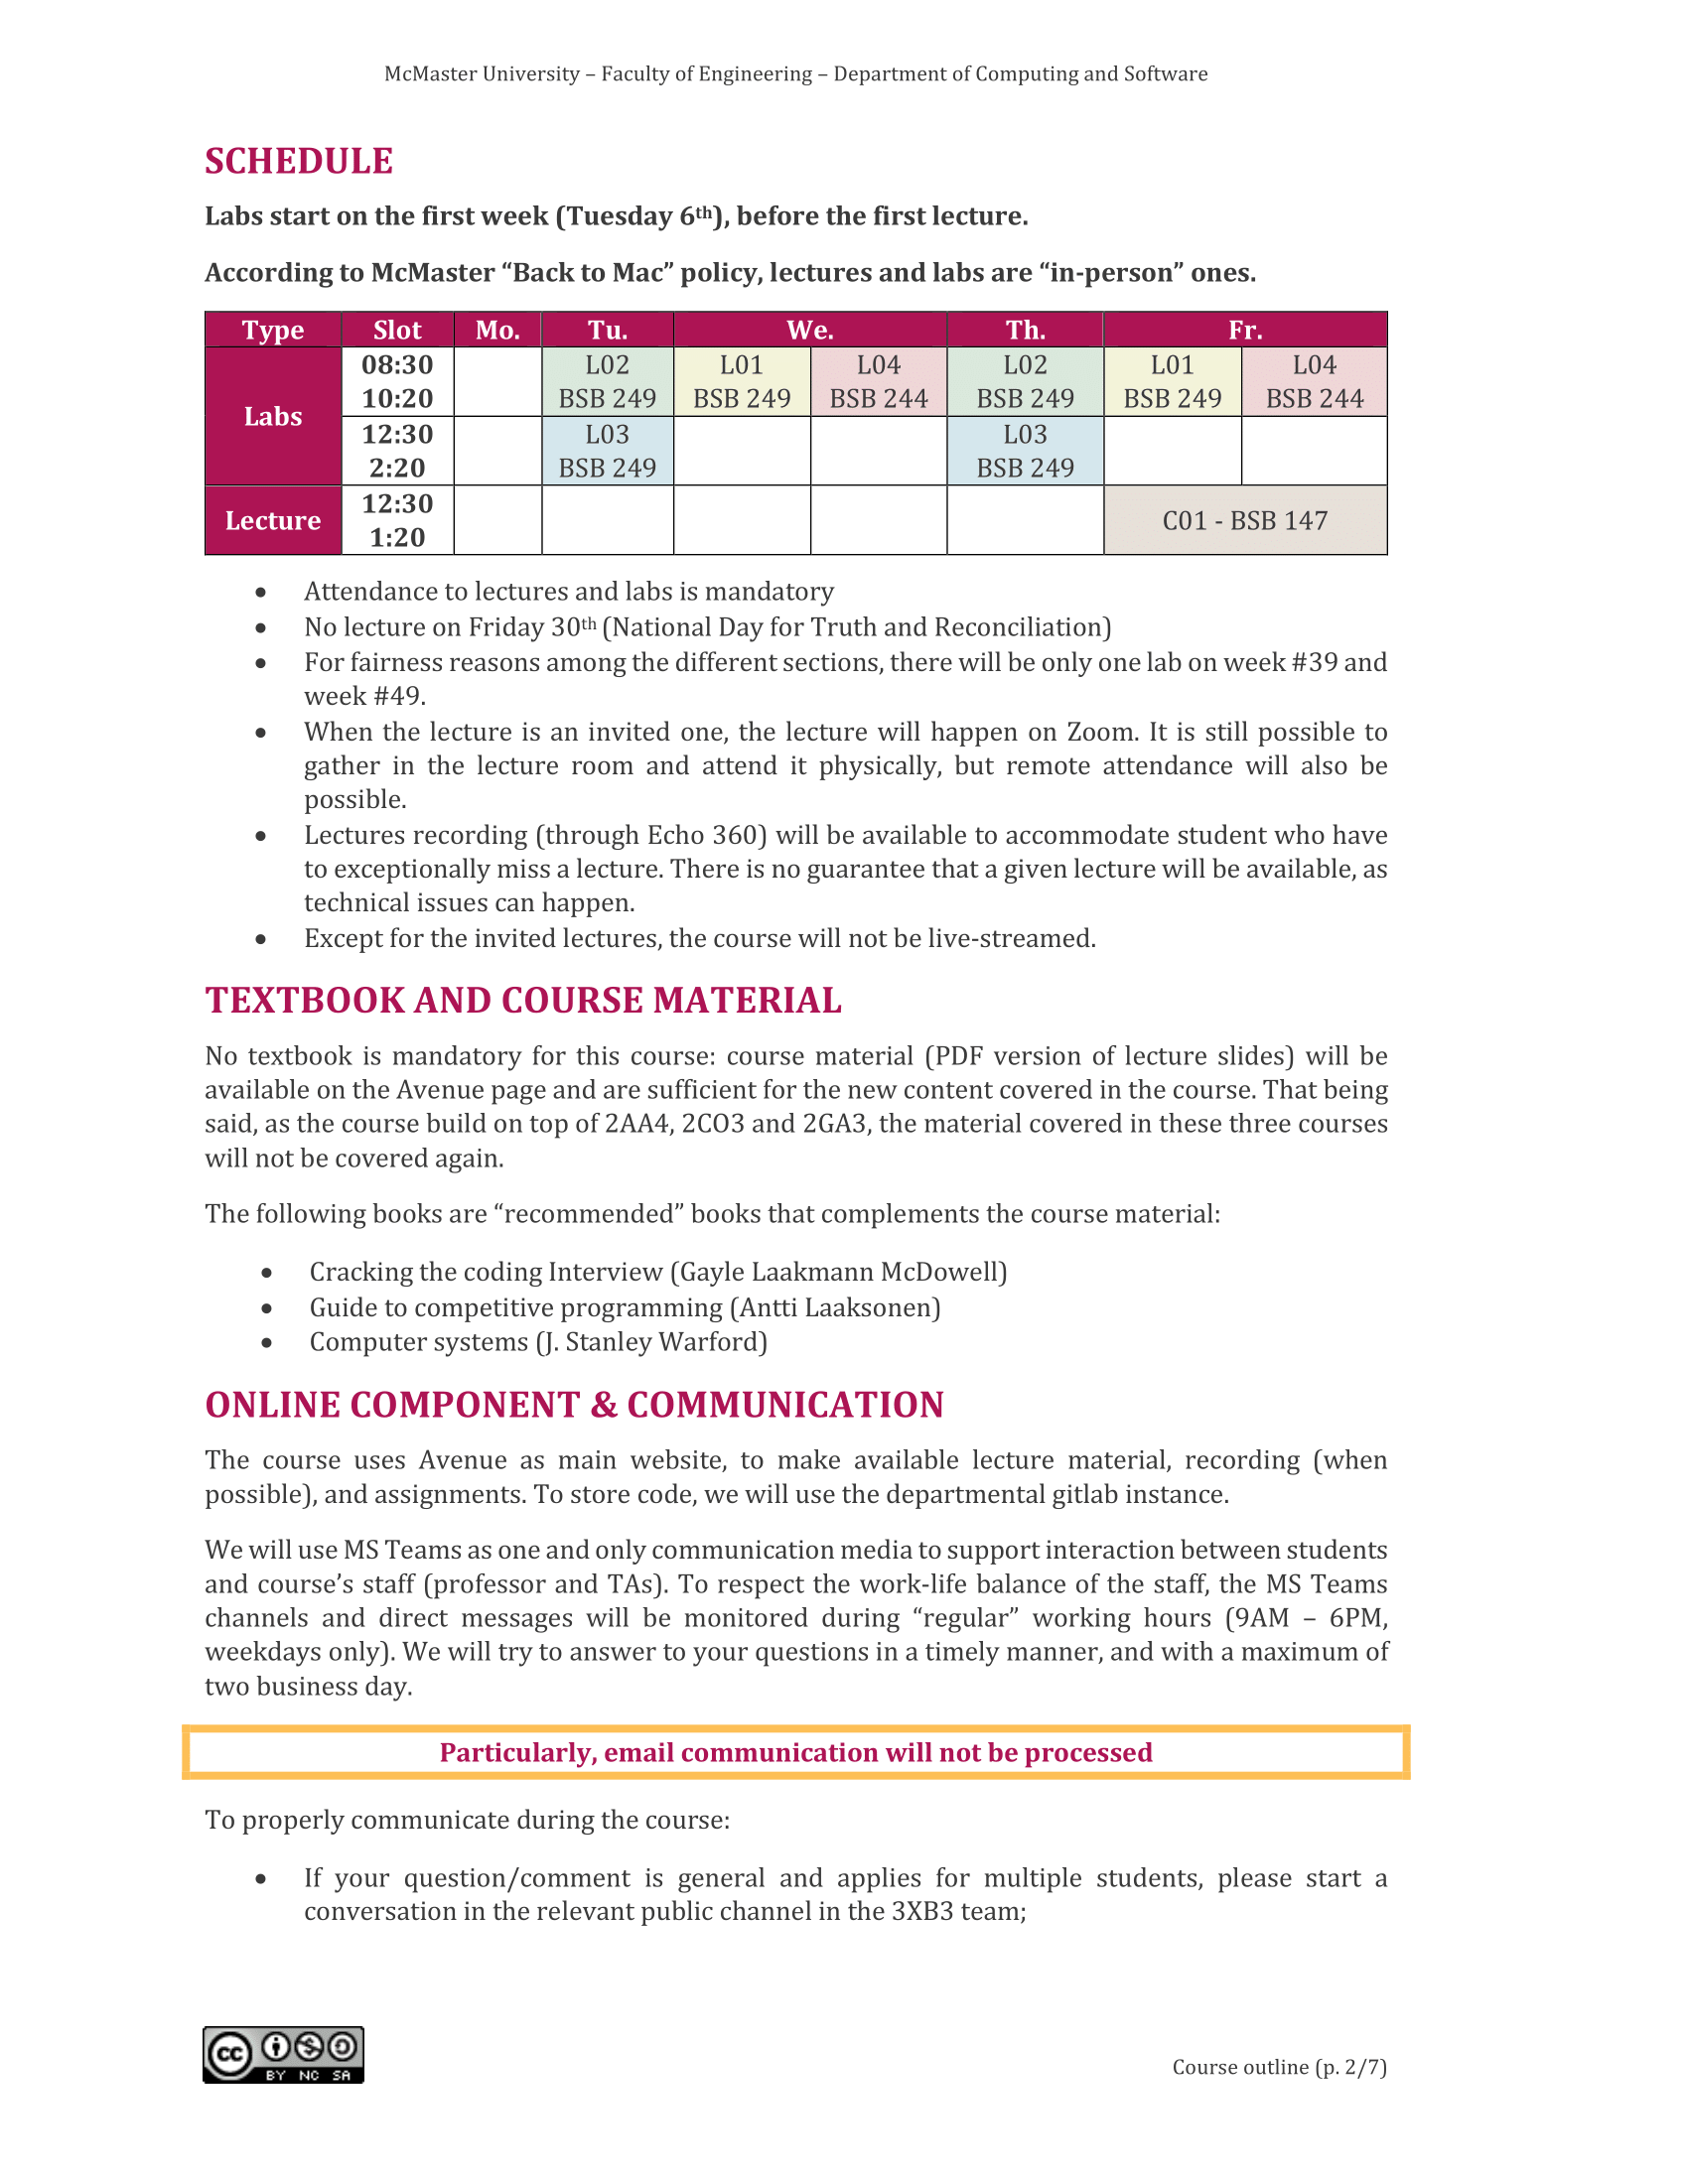 McMaster University – Faculty of Engineering – Department of Computing and Software
SCHEDULE
Labs start on the first week (Tuesday 6th), before the first lecture.
According to McMaster “Back to Mac” policy, lectures and labs are “in-person” ones.
Type Slot Mo. Tu. We. Th. Fr.
Labs
08:30 L02 L01 L04 L02 L01 L04
10:20 BSB 249 BSB 249 BSB 244 BSB 249 BSB 249 BSB 244
12:30 L03 L03
2:20 BSB 249 BSB 249
Lecture
12:30
1:20
C01 - BSB 147
• Attendance to lectures and labs is mandatory
• No lecture on Friday 30th (National Day for Truth and Reconciliation)
• For fairness reasons among the different sections, there will be only one lab on week #39 and
week #49.
• When the lecture is an invited one, the lecture will happen on Zoom. It is still possible to
gather in the lecture room and attend it physically, but remote attendance will also be
possible.
• Lectures recording (through Echo 360) will be available to accommodate student who have
to exceptionally miss a lecture. There is no guarantee that a given lecture will be available, as
technical issues can happen.
• Except for the invited lectures, the course will not be live-streamed.
TEXTBOOK AND COURSE MATERIAL
No textbook is mandatory for this course: course material (PDF version of lecture slides) will be
available on the Avenue page and are sufficient for the new content covered in the course. That being
said, as the course build on top of 2AA4, 2CO3 and 2GA3, the material covered in these three courses
will not be covered again.
The following books are “recommended” books that complements the course material:
• Cracking the coding Interview (Gayle Laakmann McDowell)
• Guide to competitive programming (Antti Laaksonen)
• Computer systems (J. Stanley Warford)
ONLINE COMPONENT & COMMUNICATION
The course uses Avenue as main website, to make available lecture material, recording (when
possible), and assignments. To store code, we will use the departmental gitlab instance.
We will use MS Teams as one and only communication media to support interaction between students
and course’s staff (professor and TAs). To respect the work-life balance of the staff, the MS Teams
channels and direct messages will be monitored during “regular” working hours (9AM – 6PM,
weekdays only). We will try to answer to your questions in a timely manner, and with a maximum of
two business day.
Particularly, email communication will not be processed
To properly communicate during the course:
• If your question/comment is general and applies for multiple students, please start a
conversation in the relevant public channel in the 3XB3 team;
cc BY NC SA
Course outline (p. 2/7)